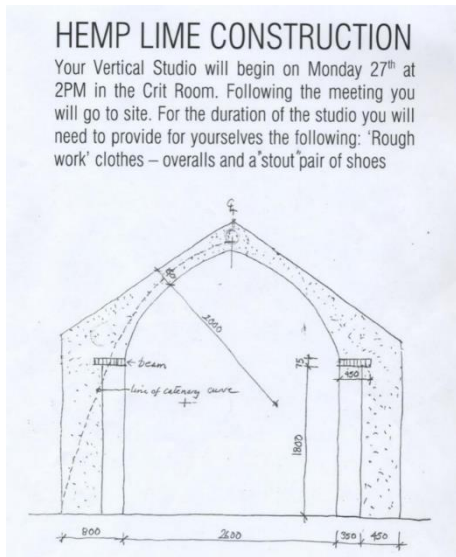 HEMP LIME CONSTRUCTION
Your Vertical Studio will begin on Monday 27th at
2PM in the Crit Room. Following the meeting you
will go to site. For the duration of the studio you will
need to provide for yourselves the following: ‘Rough
work’ clothes – overalls and a "stout" pair of shoes
2000
beam
75
450
line of catenary curve
1800
800
2600
350
450